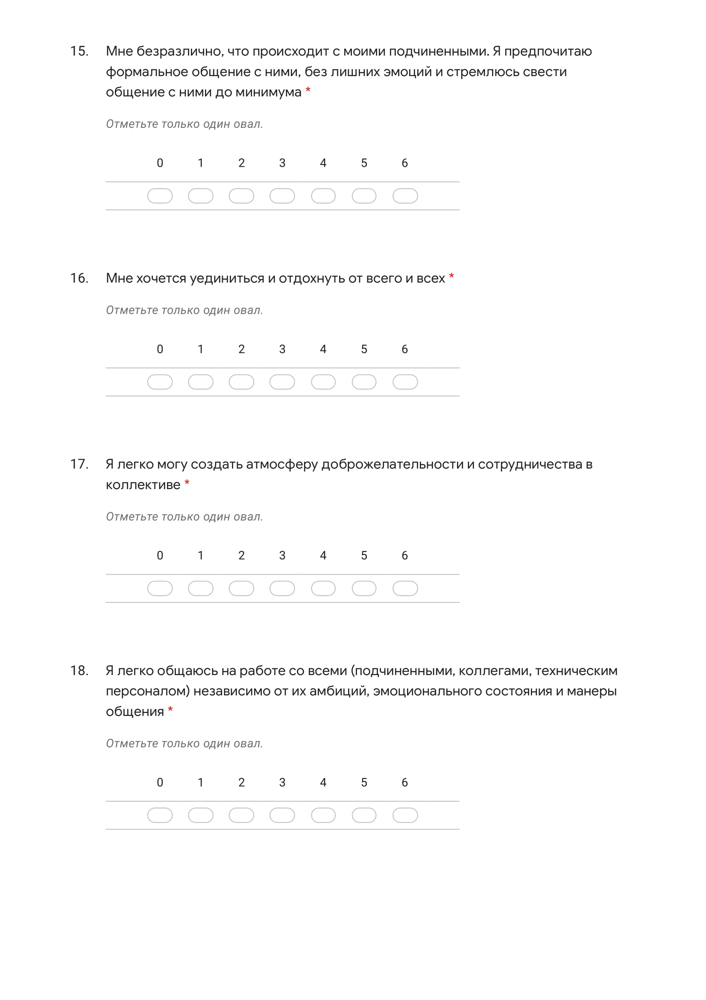 15. Мне безразлично, что происходит с моими подчиненными. Я предпочитаю
формальное общение с ними, без лишних эмоций и стремлюсь свести
общение с ними до минимума *
Отметьте только один овал.
0 1 2 3 4 5 6
16. Мне хочется уединиться и отдохнуть от всего и всех *
Отметьте только один овал.
0 1 2 3 4 5 6
17. Я легко могу создать атмосферу доброжелательности и сотрудничества в
коллективе *
Отметьте только один овал.
0 1 2 3 4 5 6
18. Я легко общаюсь на работе со всеми (подчиненными, коллегами, техническим
персоналом) независимо от их амбиций, эмоционального состояния и манеры
общения *
Отметьте только один овал.
0 1 2 3 4 5 6